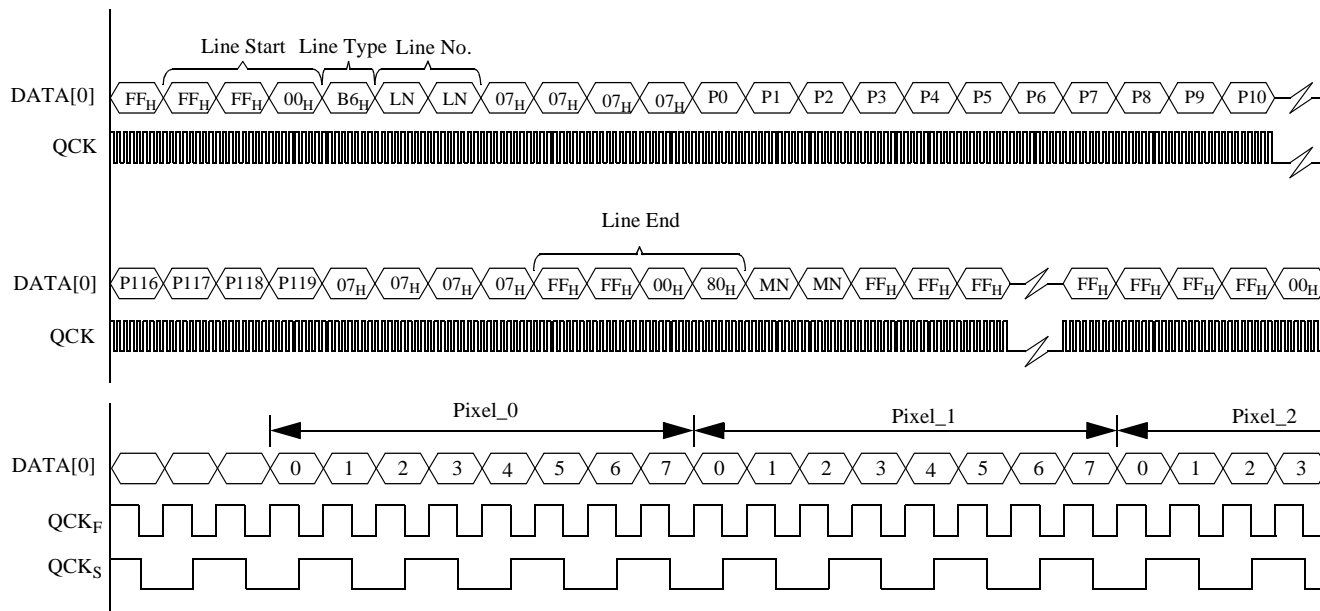 Line Start Line Type Line No.
DATA[0] FFH FFH FFH 00H B6H LN LN 07H 07H 07H 07H P0 P1 P2 P3 P4 P5 P6 P7 P8 P9 P10
QCK
Line End
DATA[0] P116 P117 P118 P119 07H 07H 07H 07H FFH FFH 00H 80H MN MN FFH FFH FFH FFH FFH FFH FFH 00H
QCK
Pixel_0 Pixel_1 Pixel_2
DATA[0] 0 1 2 3 4 5 6 7 0 1 2 3 4 5 6 7 0 1 2 3
QCKF
QCKS